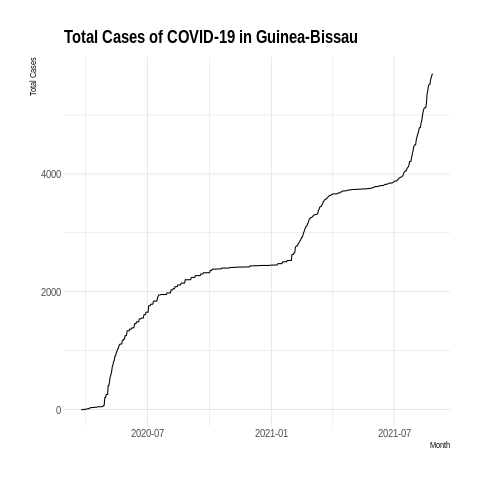 Total Cases of COVID-19 in Guinea-Bissau
Total Cases
4000
2000
0
2020-07 2021-01 2021-07
Month